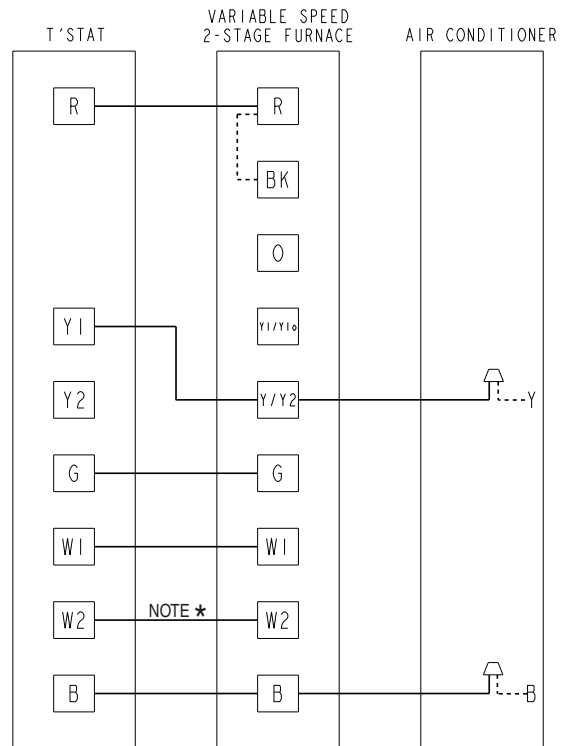 T'STAT
VARIABLE SPEED
2-STAGE FURNACE
AIR CONDITIONER
R R
BK
O
Y1 Y1/Y1o
Y2 Y/Y2 Y
G G
W1 W1
W2 NOTE * W2
B B B